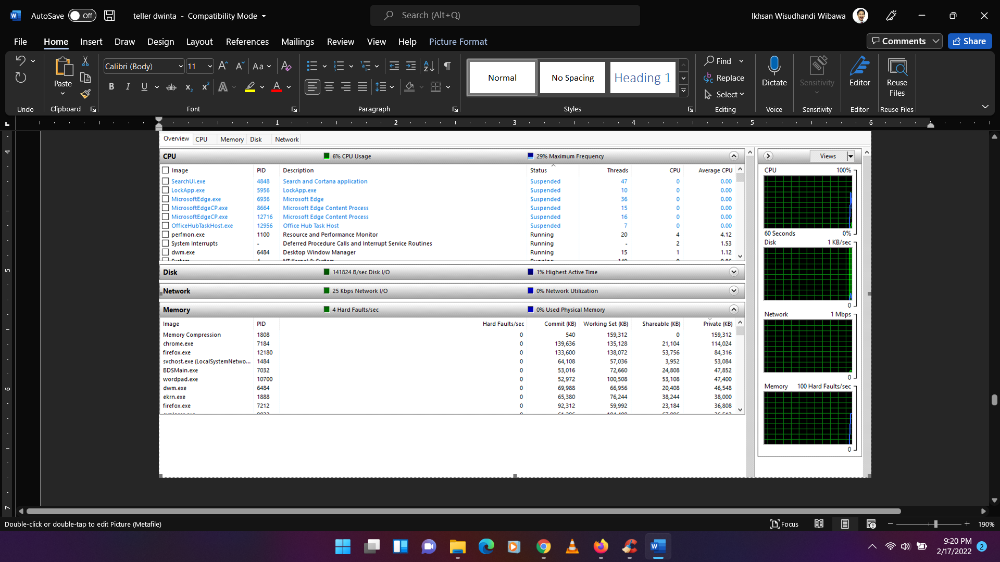 AutoSave Off teller dwinta - Compatibility Mode Search (Alt+Q) Ikhsan Wisudhandi Wibawa
File Home Insert Draw Design Layout References Mailings Review View Help Picture Format Comments Share
Calibri (Body) 11 Aa
Paste
B I U ab x₂ x² A A
Normal No Spacing Heading 1
Find
Replace
Select
Dictate Sensitivity Editor Reuse Files
Undo Clipboard Font Paragraph Styles Editing Voice Sensitivity Editor Reuse Files
1 2 3 4 5 6
4
5
6
7
Overview CPU Memory Disk Network
CPU 6% CPU Usage 29% Maximum Frequency
Image PID Description Status Threads CPU Average CPU
SearchUI.exe 4848 Search and Cortana application Suspended 47 0 0.00
LockApp.exe 5956 LockApp.exe Suspended 10 0 0.00
MicrosoftEdge.exe 6936 Microsoft Edge Suspended 36 0 0.00
MicrosoftEdgeCP.exe 8664 Microsoft Edge Content Process Suspended 15 0 0.00
MicrosoftEdgeCP.exe 12716 Microsoft Edge Content Process Suspended 16 0 0.00
OfficeHubTaskHost.exe 12956 Office Hub Task Host Suspended 7 0 0.00
perfmon.exe 1100 Resource and Performance Monitor Running 20 4 4.12
System Interrupts - Deferred Procedure Calls and Interrupt Service Routines Running - 2 1.53
dwm.exe 6484 Desktop Window Manager Running 15 1 1.12
Disk 141824 B/sec Disk I/O 1% Highest Active Time
Network 25 Kbps Network I/O 0% Network Utilization
Memory 4 Hard Faults/sec 0% Used Physical Memory
Image PID Hard Faults/sec Commit (KB) Working Set (KB) Shareable (KB) Private (KB)
Memory Compression 1808 0 540 159,312 0 159,312
chrome.exe 7184 0 139,636 135,128 21,104 114,024
firefox.exe 12180 0 133,600 138,072 53,756 84,316
svchost.exe (LocalSystemNetwo... 1484 0 64,108 57,036 3,952 53,084
BDSMain.exe 7032 0 53,016 72,660 24,808 47,852
wordpad.exe 10700 0 52,972 100,508 53,108 47,400
dwm.exe 6484 0 69,988 66,956 20,408 46,548
ekrn.exe 1888 0 65,380 76,244 38,244 38,000
firefox.exe 7212 0 92,312 59,992 23,184 36,808
Views
CPU 100%
60 Seconds 0%
Disk 1 KB/sec
0
Network 1 Mbps
0
Memory 100 Hard Faults/sec
0
Double-click or double-tap to edit Picture (Metafile) Focus 190%
9:20 PM
2/17/2022 2